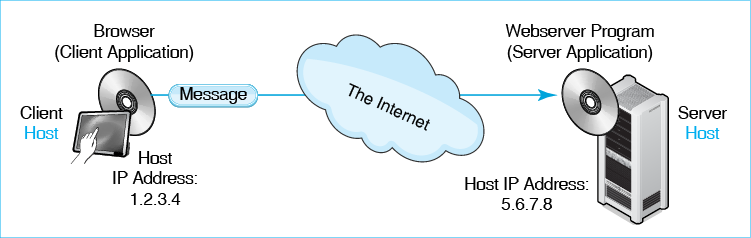 Browser
(Client Application)
Webserver Program
(Server Application)
Message
The Internet
Client
Host
Server
Host
Host
IP Address:
1.2.3.4
Host IP Address:
5.6.7.8